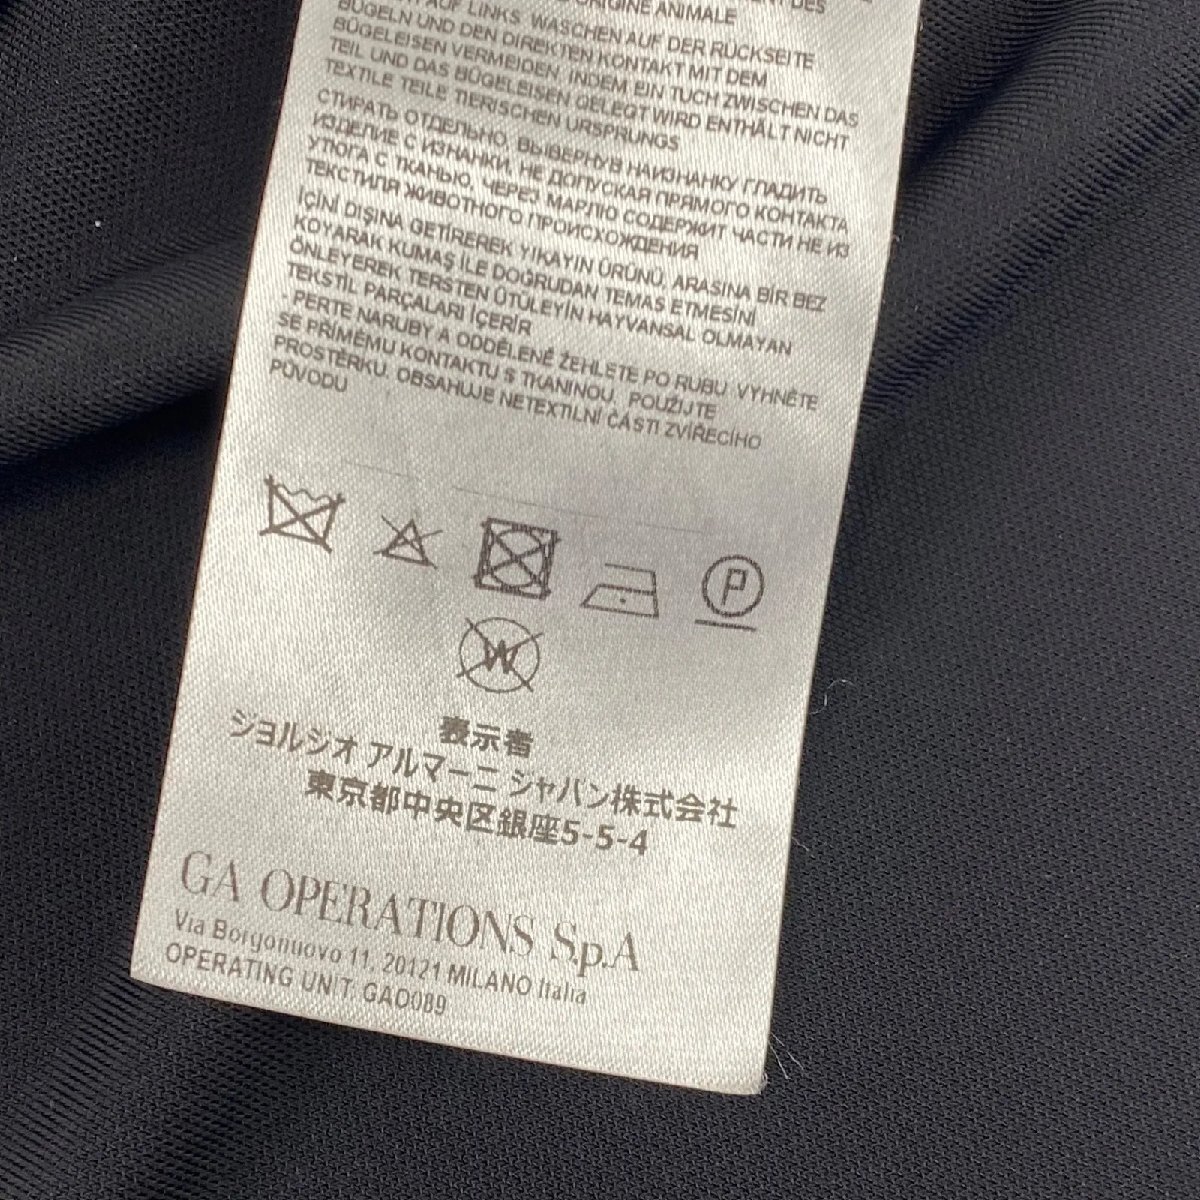 ENT DES
ORIGINE ANIMALE
AUF LINKS WASCHEN AUF DER RÜCKSEITE
BÜGELN UND DEN DIREKTEN KONTAKT MIT DEM
BÜGELEISEN VERMEIDEN, INDEM EIN TUCH ZWISCHEN DAS
TEIL UND DAS BÜGELEISEN GELEGT WIRD ENTHÄLT NICHT
TEXTILE TEILE TIERISCHEN URSPRUNGS
СТИРАТЬ ОТДЕЛЬНО, ВЫВЕРНУВ НАИЗНАНКУ ГЛАДИТЬ
ИЗДЕЛИЕ С ИЗНАНКИ, НЕ ДОПУСКАЯ ПРЯМОГО КОНТАКТА
УТЮГА С ТКАНЬЮ, ЧЕРЕЗ МАРЛЮ СОДЕРЖИТ ЧАСТИ НЕ ИЗ
ТЕКСТИЛЯ ЖИВОТНОГО ПРОИСХОЖДЕНИЯ
İÇİNİ DIŞINA GETİREREK YIKAYIN ÜRÜNÜ, ARASINA BİR BEZ
KOYARAK KUMAŞ İLE DOĞRUDAN TEMAS ETMESİNİ
ÖNLEYEREK TERSTEN ÜTÜLEYİN HAYVANSAL OLMAYAN
TEKSTİL PARÇALARI İÇERİR
- PERTE NARUBY A ODDĚLENĚ ŽEHLETE PO RUBU. VYHNĚTE
SE PŘÍMÉMU KONTAKTU S TKANINOU, POUŽIJTE
PROSTĚRKU. OBSAHUJE NETEXTILNÍ ČÁSTI ZVÍŘECÍHO
PŮVODU
P
W
表示者
ジョルジオ アルマーニ ジャパン株式会社
東京都中央区銀座5-5-4
GA OPERATIONS S.p.A
Via Borgonuovo 11, 20121 MILANO Italia
OPERATING UNIT. GAO089